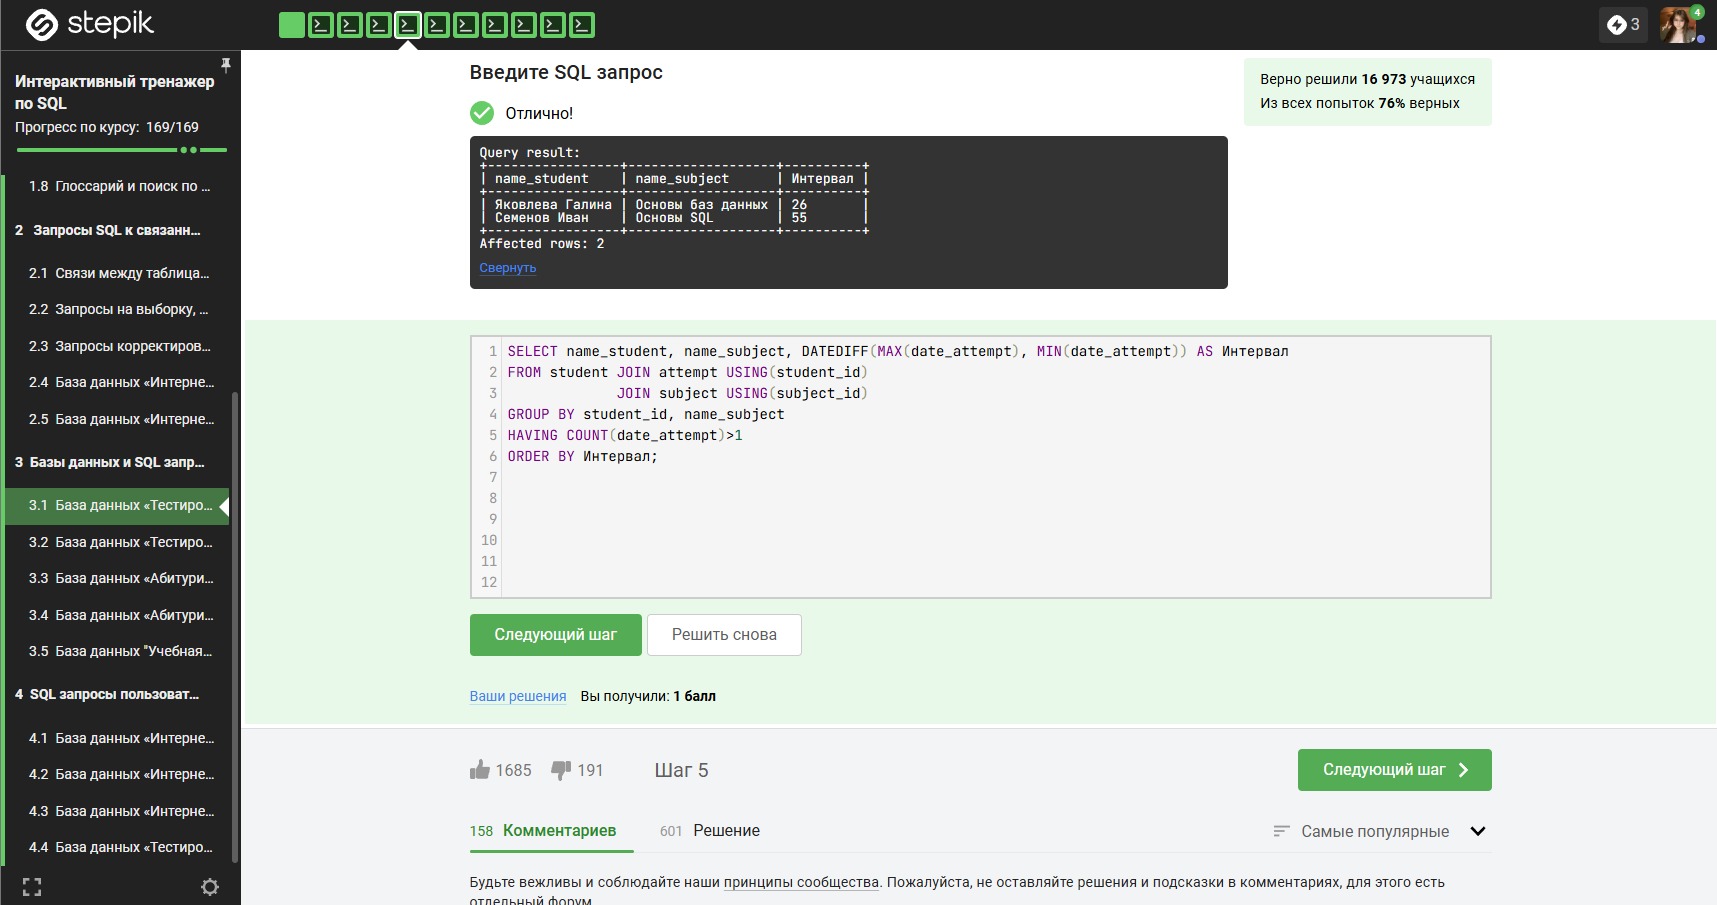 stepik
3
4
Интерактивный тренажер
по SQL
Прогресс по курсу: 169/169
1.8 Глоссарий и поиск по ...
2 Запросы SQL к связанн...
2.1 Связи между таблица...
2.2 Запросы на выборку, ...
2.3 Запросы корректиров...
2.4 База данных «Интерне...
2.5 База данных «Интерне...
3 Базы данных и SQL запр...
3.1 База данных «Тестиро...
3.2 База данных «Тестиро...
3.3 База данных «Абитури...
3.4 База данных «Абитури...
3.5 База данных "Учебная...
4 SQL запросы пользоват...
4.1 База данных «Интерне...
4.2 База данных «Интерне...
4.3 База данных «Интерне...
4.4 База данных «Тестиро...
Введите SQL запрос
Верно решили 16 973 учащихся
Из всех попыток 76% верных
Отлично!
Query result:
+-----------------+-------------------+----------+
| name_student    | name_subject      | Интервал |
+-----------------+-------------------+----------+
| Яковлева Галина | Основы баз данных | 26       |
| Семенов Иван    | Основы SQL        | 55       |
+-----------------+-------------------+----------+
Affected rows: 2
Свернуть
1 SELECT name_student, name_subject, DATEDIFF(MAX(date_attempt), MIN(date_attempt)) AS Интервал
2 FROM student JOIN attempt USING(student_id)
3              JOIN subject USING(subject_id)
4 GROUP BY student_id, name_subject
5 HAVING COUNT(date_attempt)>1
6 ORDER BY Интервал;
7
8
9
10
11
12
Следующий шаг
Решить снова
Ваши решения Вы получили: 1 балл
1685 191 Шаг 5
Следующий шаг
158 Комментариев 601 Решение
Самые популярные
Будьте вежливы и соблюдайте наши принципы сообщества. Пожалуйста, не оставляйте решения и подсказки в комментариях, для этого есть
отдельный форум.